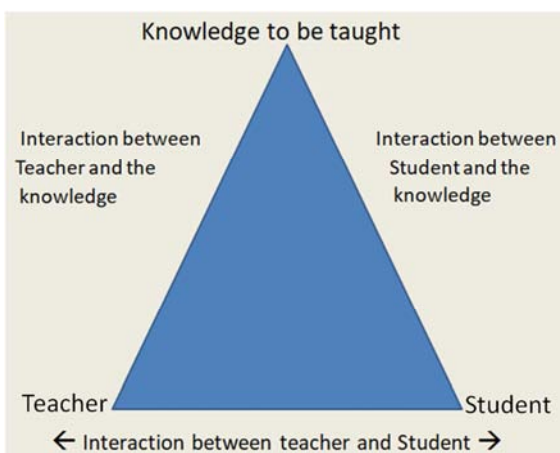 Knowledge to be taught
Interaction between
Teacher and the
knowledge
Interaction between
Student and the
knowledge
Teacher
Student
← Interaction between teacher and Student →